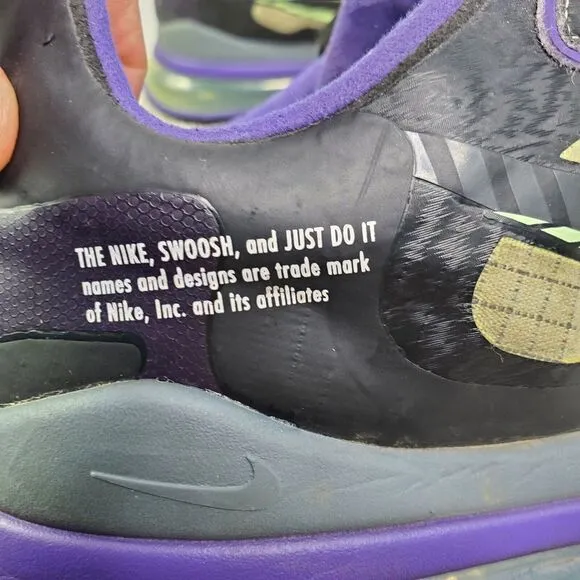 THE NIKE, SWOOSH, and JUST DO IT
names and designs are trade mark
of Nike, Inc. and its affiliates